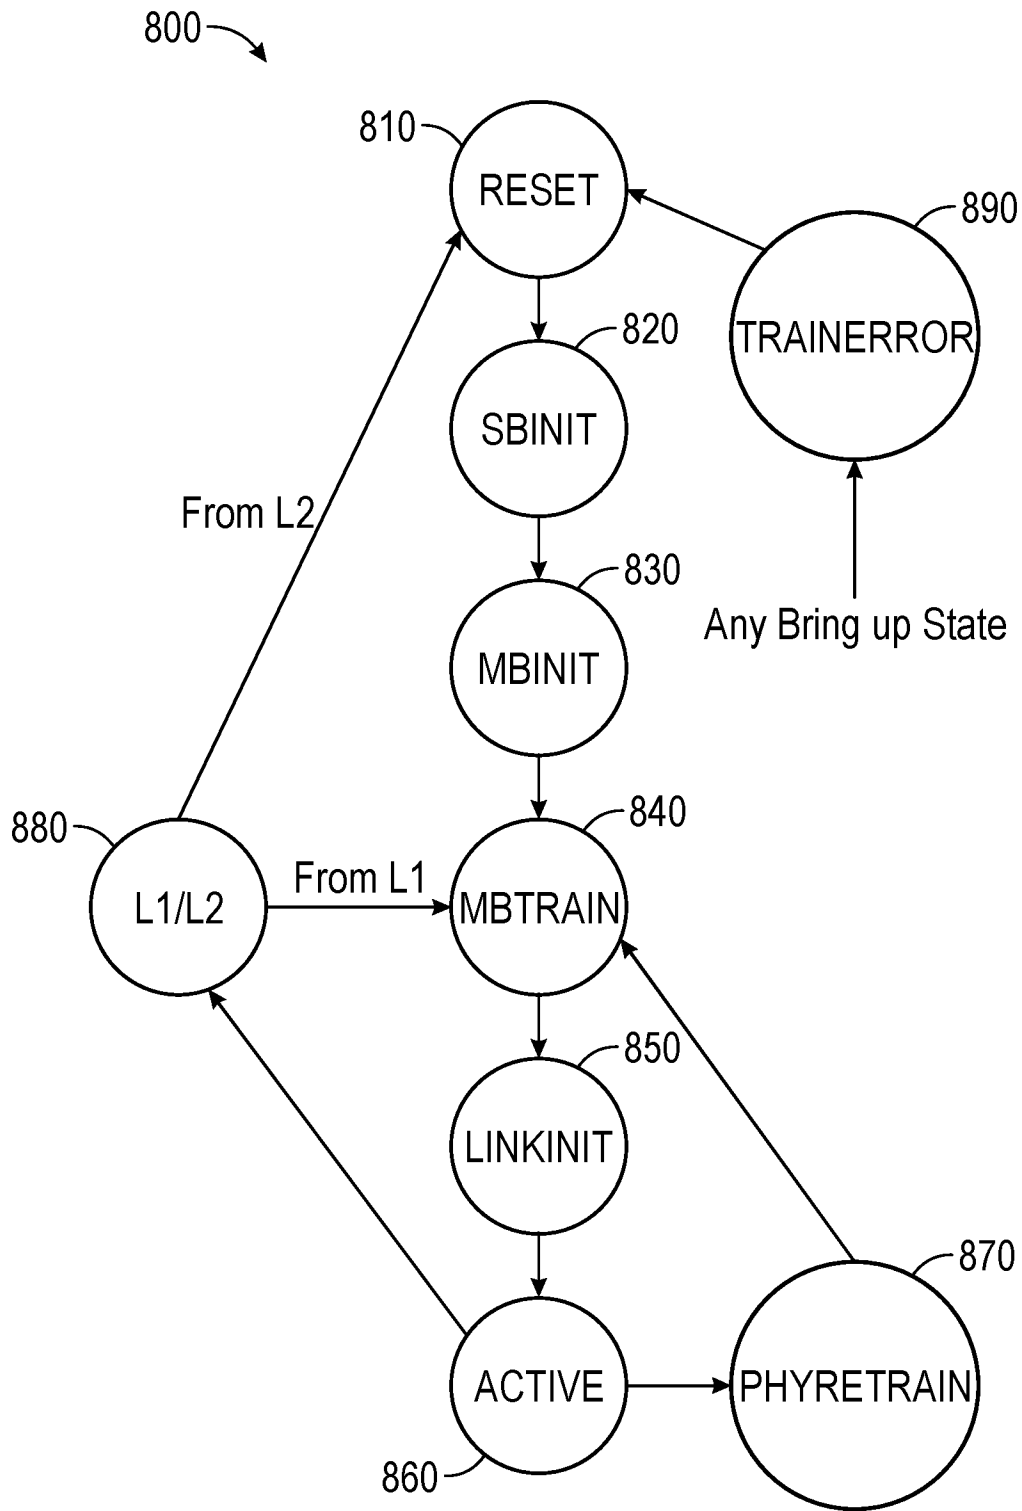 800
810
RESET
890
TRAINERROR
820
SBINIT
From L2
830
Any Bring up State
MBINIT
840
880
From L1
L1/L2
MBTRAIN
850
LINKINIT
870
ACTIVE
PHYRETRAIN
860